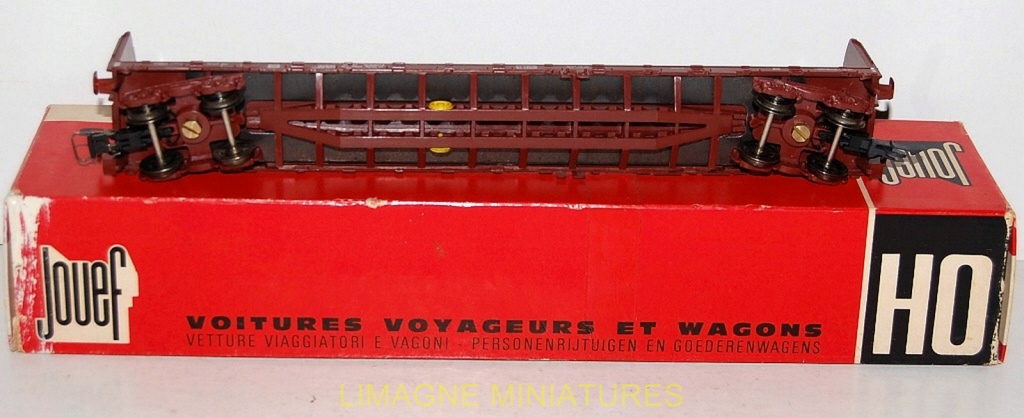 Jouef
Jouef
VOITURES VOYAGEURS ET WAGONS
VETTURE VIAGGIATORI E VAGONI - PERSONENRIJTUIGEN EN GOEDERENWAGENS
HO
LIMAGNE MINIATURES